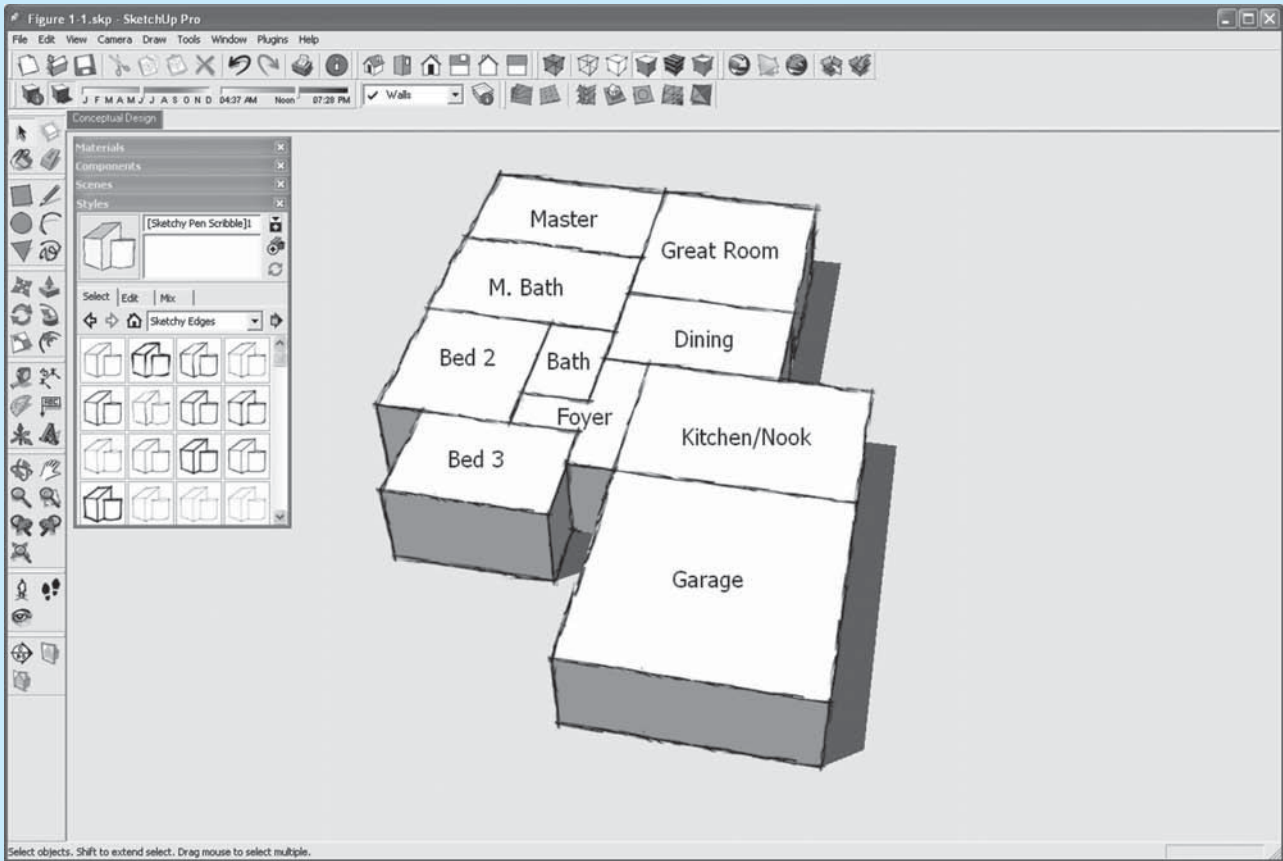 Figure 1-1.skp - SketchUp Pro
File Edit View Camera Draw Tools Window Plugins Help
J F M A M J J A S O N D 04:37 AM Noon 07:28 PM Walls
Conceptual Design
Materials
Components
Scenes
Styles
[Sketchy Pen Scribble]1
Select Edit Mix
Sketchy Edges
ABC
Master
Great Room
M. Bath
Dining
Bed 2
Bath
Foyer
Kitchen/Nook
Bed 3
Garage
Select objects. Shift to extend select. Drag mouse to select multiple.